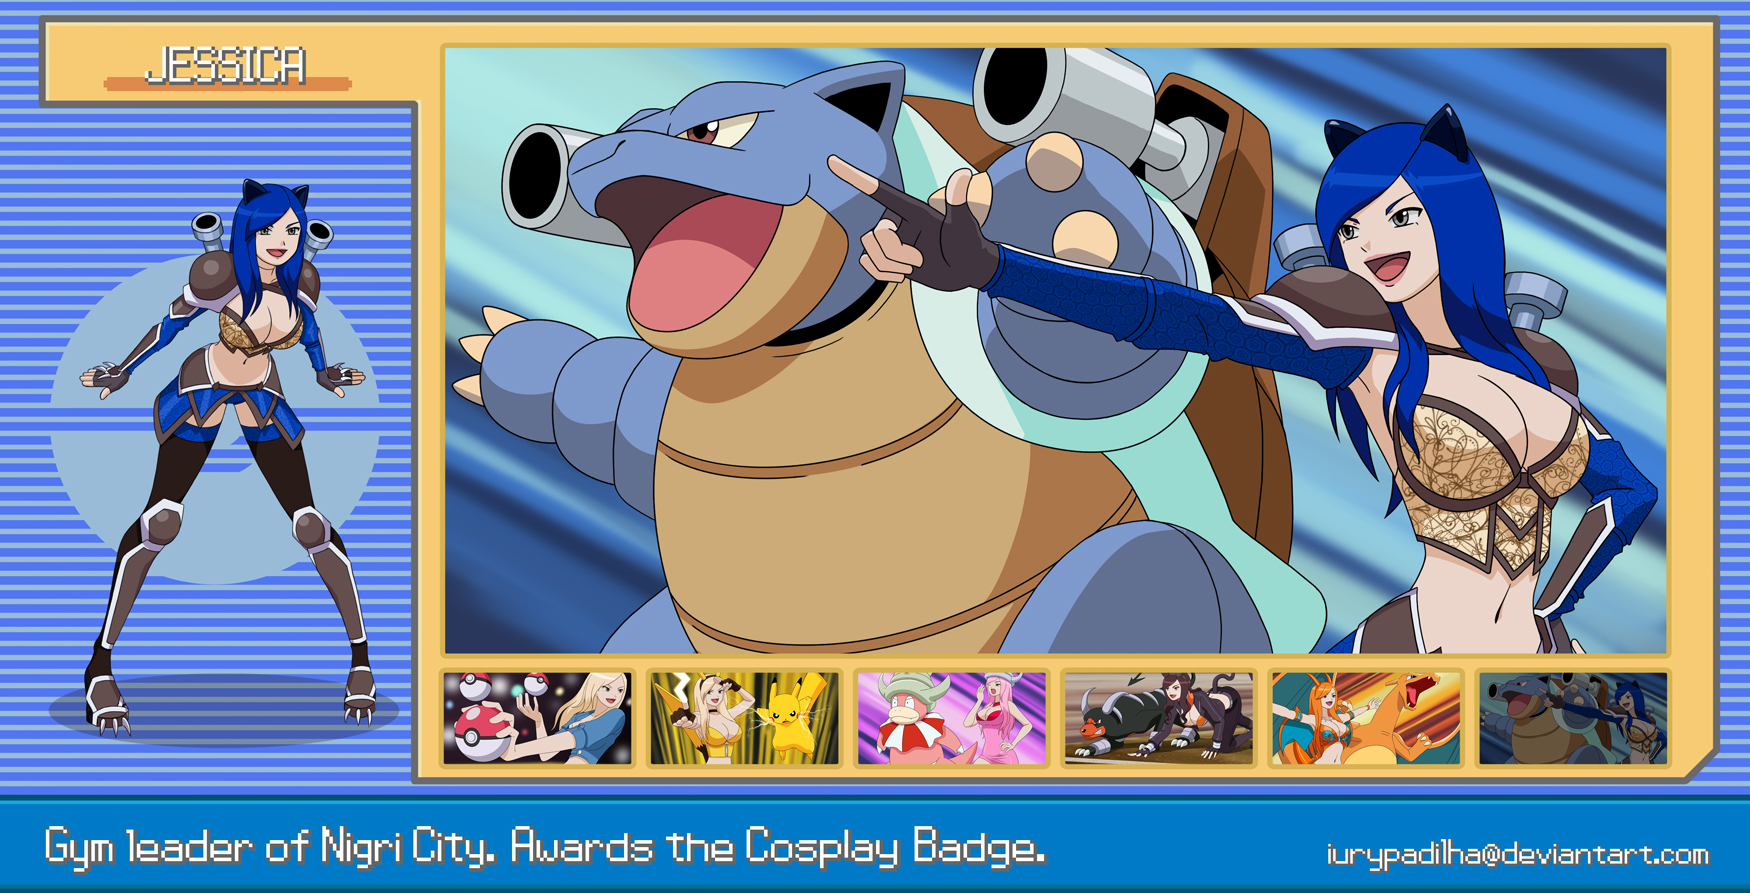 JESSICA
Gym leader of Nigri City. Awards the Cosplay Badge.
iurypadilha@deviantart.com